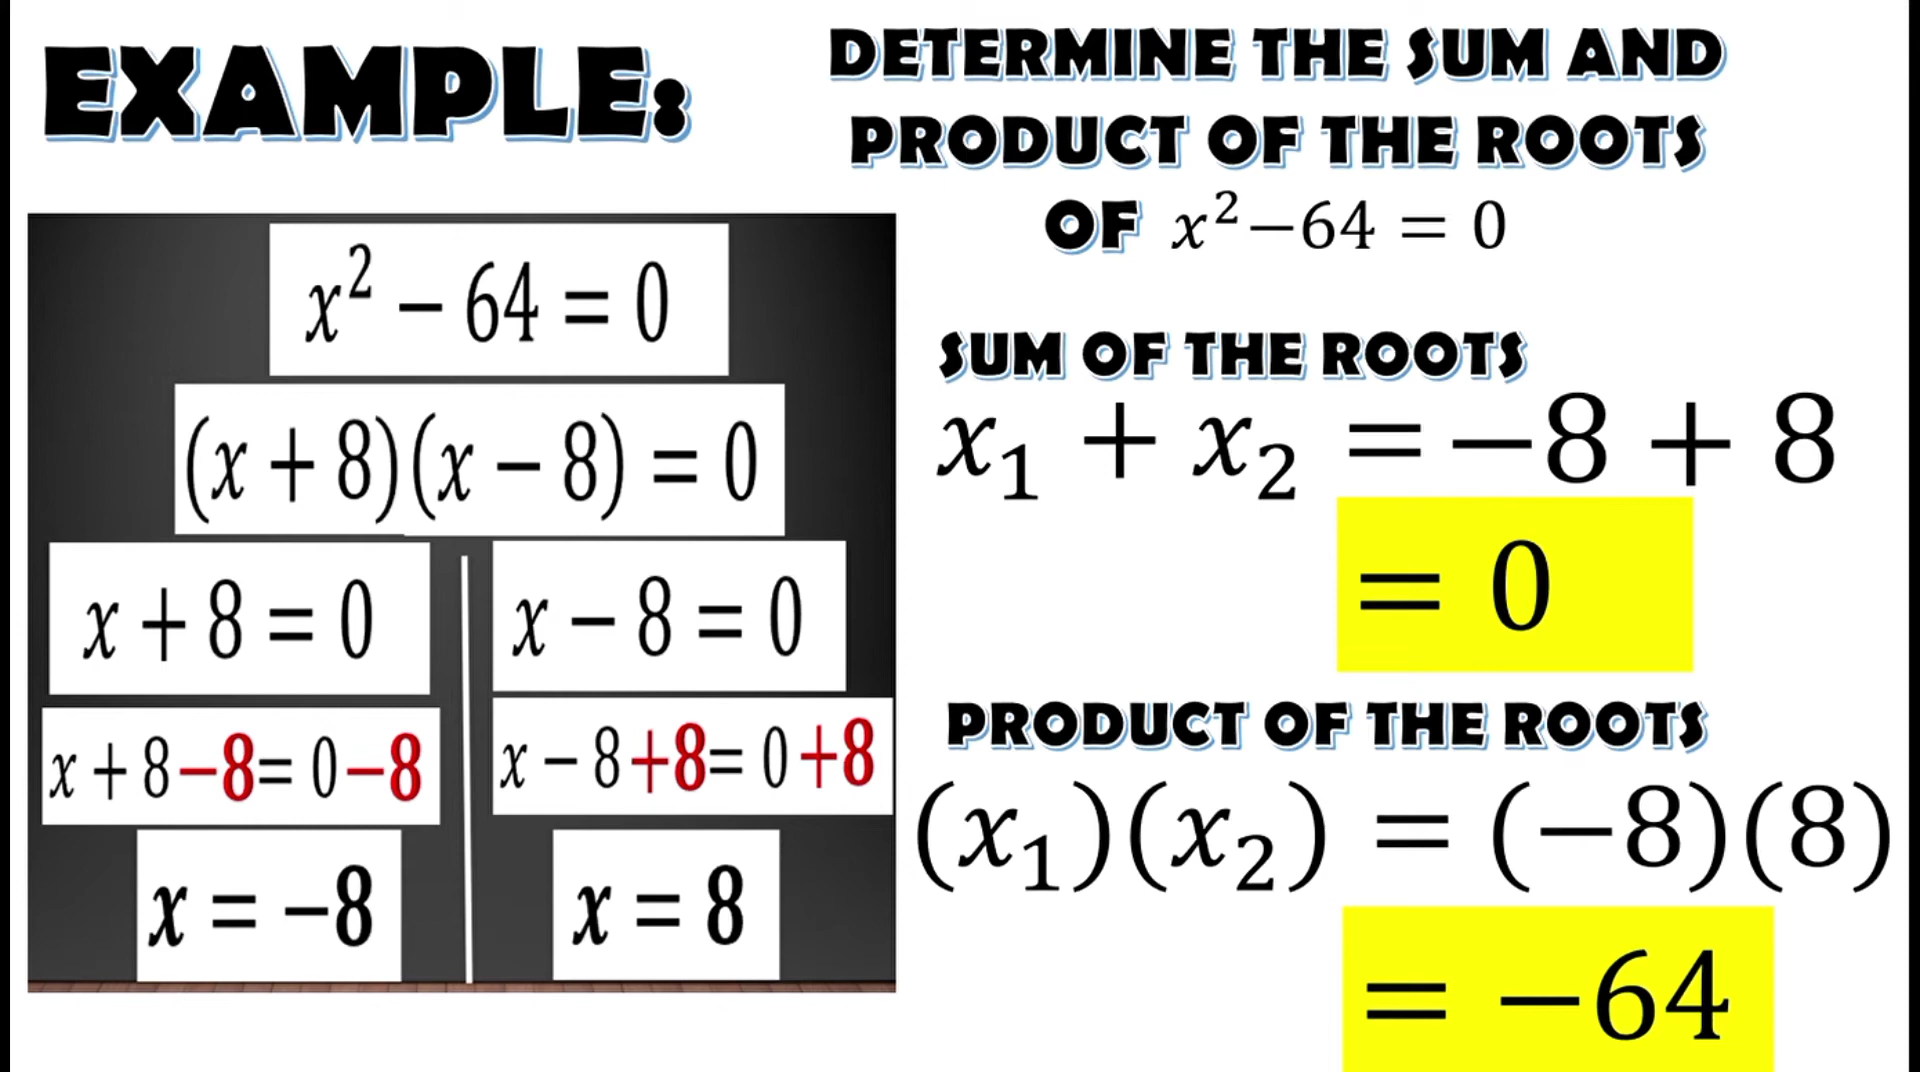 EXAMPLE:
x² − 64 = 0
(x + 8)(x − 8) = 0
x + 8 = 0
x − 8 = 0
x + 8 −8= 0 −8
x − 8 +8= 0 +8
x = −8
x = 8
DETERMINE THE SUM AND
PRODUCT OF THE ROOTS
OF x²−64 = 0
SUM OF THE ROOTS
x₁ + x₂ = −8 + 8
= 0
PRODUCT OF THE ROOTS
(x₁)(x₂) = (−8)(8)
= −64